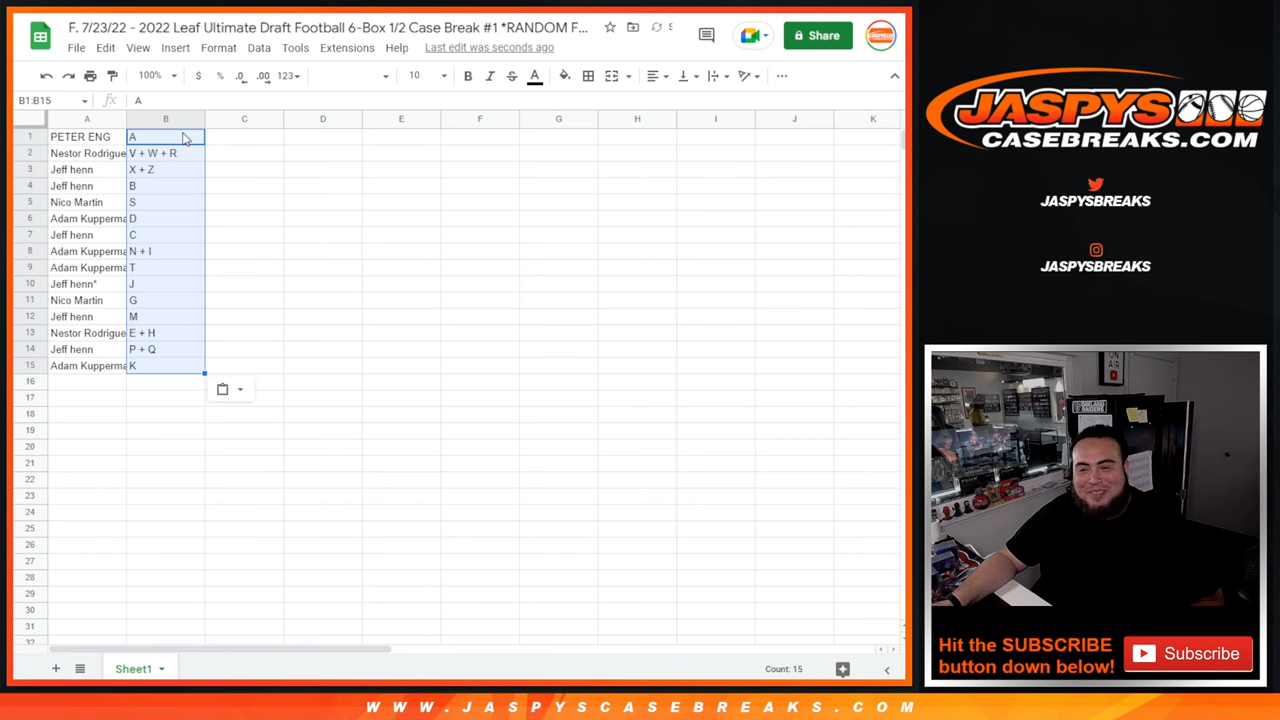 F. 7/23/22 - 2022 Leaf Ultimate Draft Football 6-Box 1/2 Case Break #1 *RANDOM F...
File Edit View Insert Format Data Tools Extensions Help Last edit was seconds ago
Share
100% $ % .0 .00 123 10 B I S A
B1:B15 fx A
A B C D E F G H I J K
1 PETER ENG A
2 Nestor Rodrigue V + W + R
3 Jeff henn X + Z
4 Jeff henn B
5 Nico Martin S
6 Adam Kupperma D
7 Jeff henn C
8 Adam Kupperma N + I
9 Adam Kupperma T
10 Jeff henn* J
11 Nico Martin G
12 Jeff henn M
13 Nestor Rodrigue E + H
14 Jeff henn P + Q
15 Adam Kupperma K
16
17
18
19
20
21
22
23
24
25
26
27
28
29
30
31
32
Sheet1
Count: 15
JASPYS
CASEBREAKS.COM
JASPYSBREAKS
JASPYSBREAKS
ON AIR
Hit the SUBSCRIBE
button down below!
Subscribe
WWW.JASPYSCASEBREAKS.COM